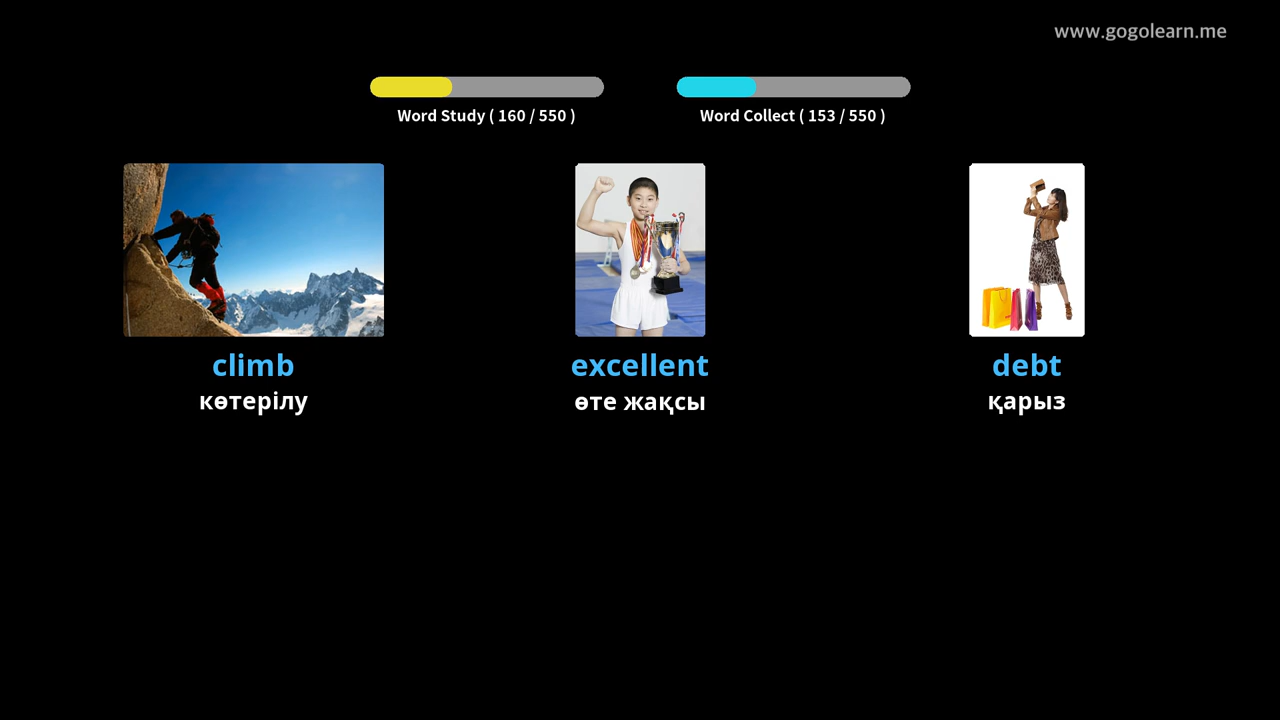 www.gogolearn.me
Word Study ( 160 / 550 )
Word Collect ( 153 / 550 )
climb
excellent
debt
көтерілу
өте жақсы
қарыз